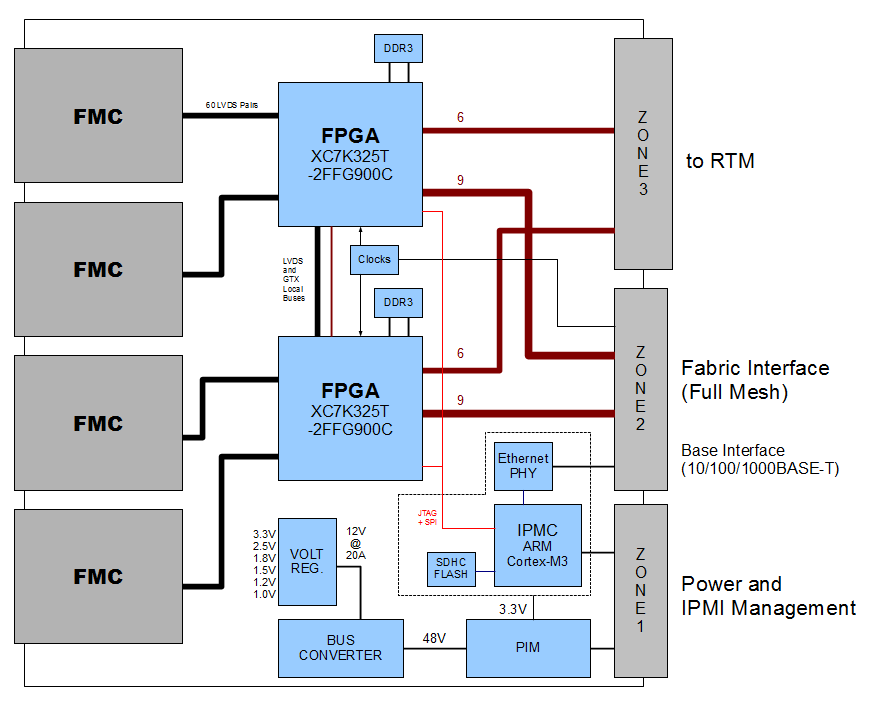 DDR3
FMC
60 LVDS Pairs
FPGA
XC7K325T
-2FFG900C
6
9
ZONE3
to RTM
FMC
LVDS
and
GTX
Local
Buses
Clocks
DDR3
FMC
FPGA
XC7K325T
-2FFG900C
6
9
ZONE2
Fabric Interface
(Full Mesh)
Base Interface
(10/100/1000BASE-T)
Ethernet
PHY
FMC
JTAG
+ SPI
IPMC
ARM
Cortex-M3
SDHC
FLASH
3.3V
2.5V
1.8V
1.5V
1.2V
1.0V
VOLT
REG.
12V
@
20A
ZONE1
Power and
IPMI Management
3.3V
BUS
CONVERTER
48V
PIM